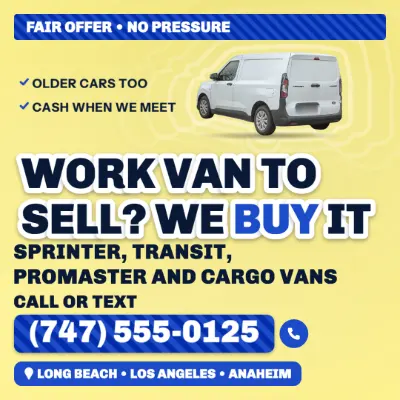 FAIR OFFER • NO PRESSURE
OLDER CARS TOO
CASH WHEN WE MEET
WORK VAN TO
SELL? WE BUY IT
SPRINTER, TRANSIT,
PROMASTER AND CARGO VANS
CALL OR TEXT
(747) 555-0125
LONG BEACH • LOS ANGELES • ANAHEIM